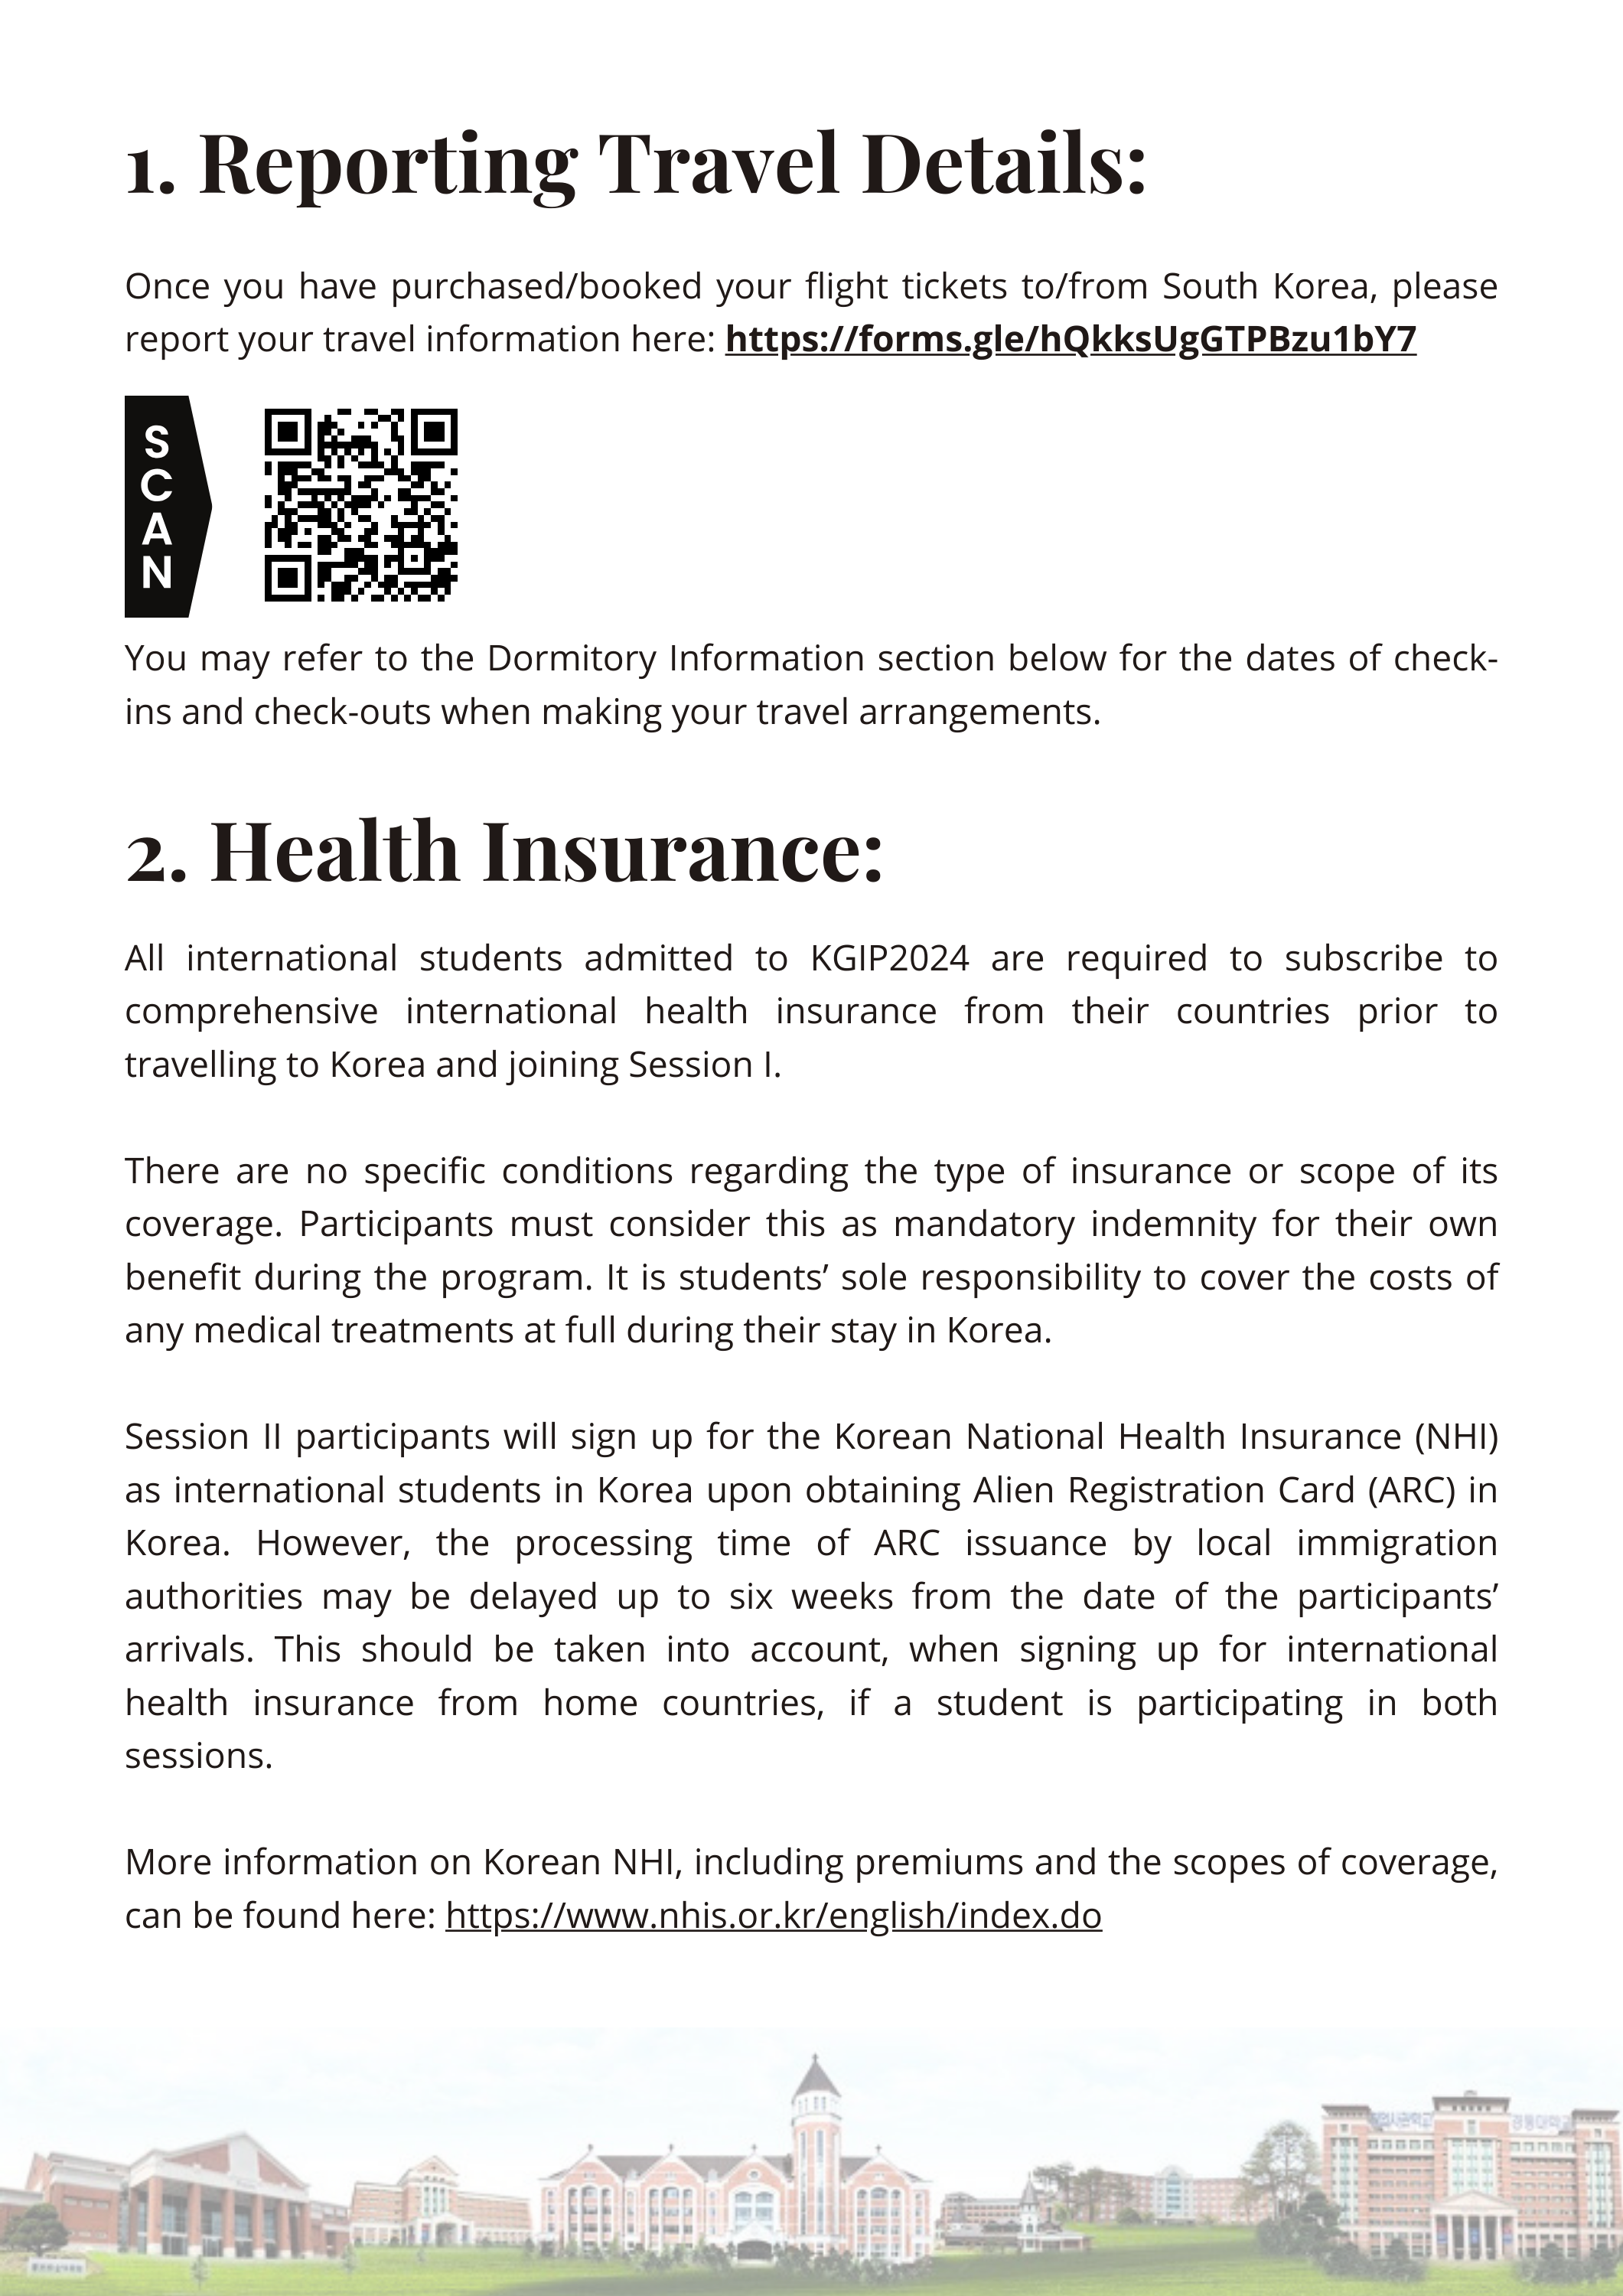 1. Reporting Travel Details:
Once you have purchased/booked your flight tickets to/from South Korea, please
report your travel information here: https://forms.gle/hQkksUgGTPBzu1bY7
S
C
A
N
You may refer to the Dormitory Information section below for the dates of check-
ins and check-outs when making your travel arrangements.
2. Health Insurance:
All international students admitted to KGIP2024 are required to subscribe to
comprehensive international health insurance from their countries prior to
travelling to Korea and joining Session I.
There are no specific conditions regarding the type of insurance or scope of its
coverage. Participants must consider this as mandatory indemnity for their own
benefit during the program. It is students’ sole responsibility to cover the costs of
any medical treatments at full during their stay in Korea.
Session II participants will sign up for the Korean National Health Insurance (NHI)
as international students in Korea upon obtaining Alien Registration Card (ARC) in
Korea. However, the processing time of ARC issuance by local immigration
authorities may be delayed up to six weeks from the date of the participants’
arrivals. This should be taken into account, when signing up for international
health insurance from home countries, if a student is participating in both
sessions.
More information on Korean NHI, including premiums and the scopes of coverage,
can be found here: https://www.nhis.or.kr/english/index.do
경동대학교